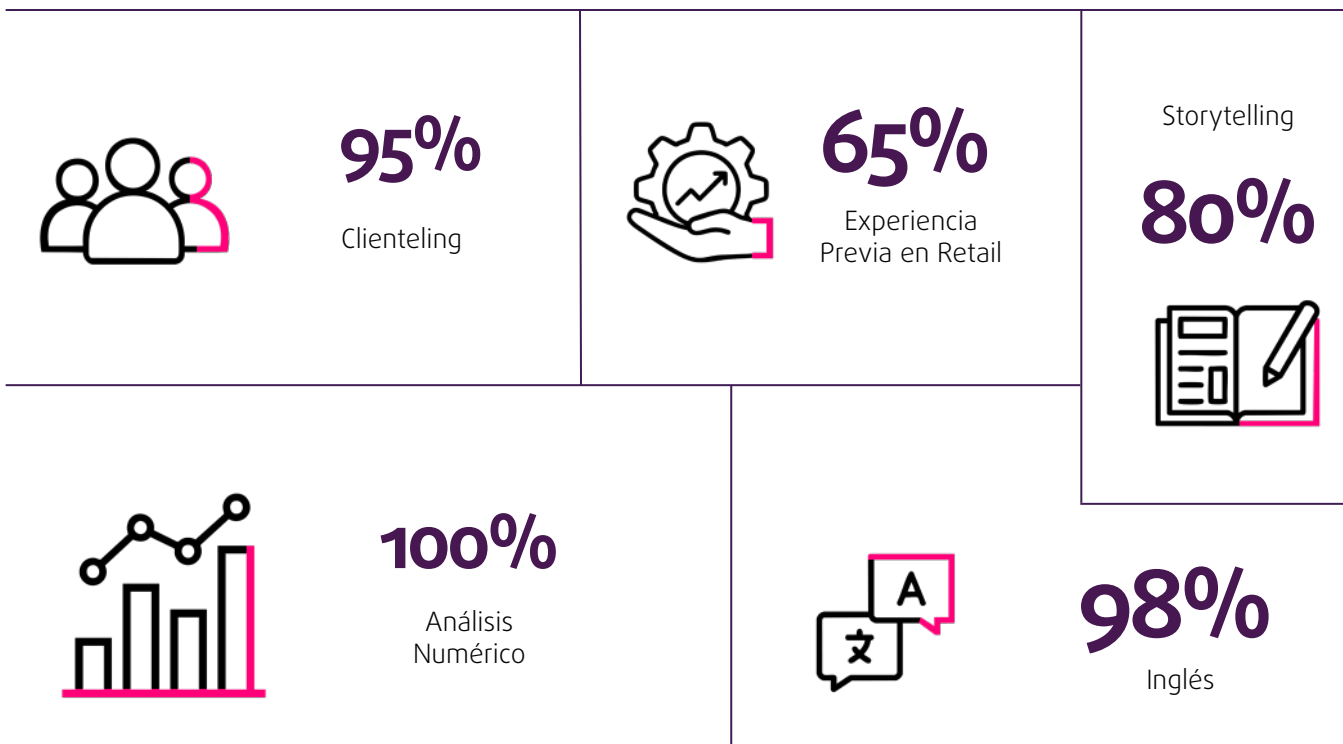 95%
Clienteling
65%
Experiencia
Previa en Retail
Storytelling
80%
100%
Análisis
Numérico
A
文
98%
Inglés